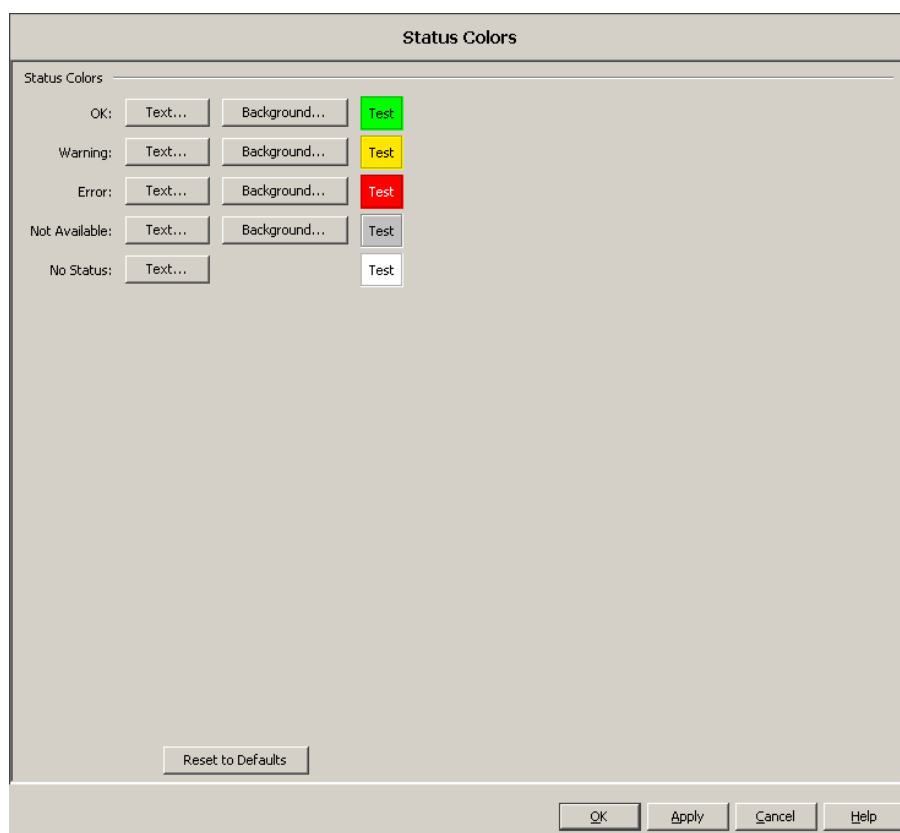 Status Colors
Status Colors
OK: Text... Background... Test
Warning: Text... Background... Test
Error: Text... Background... Test
Not Available: Text... Background... Test
No Status: Text... Test
Reset to Defaults
OK Apply Cancel Help